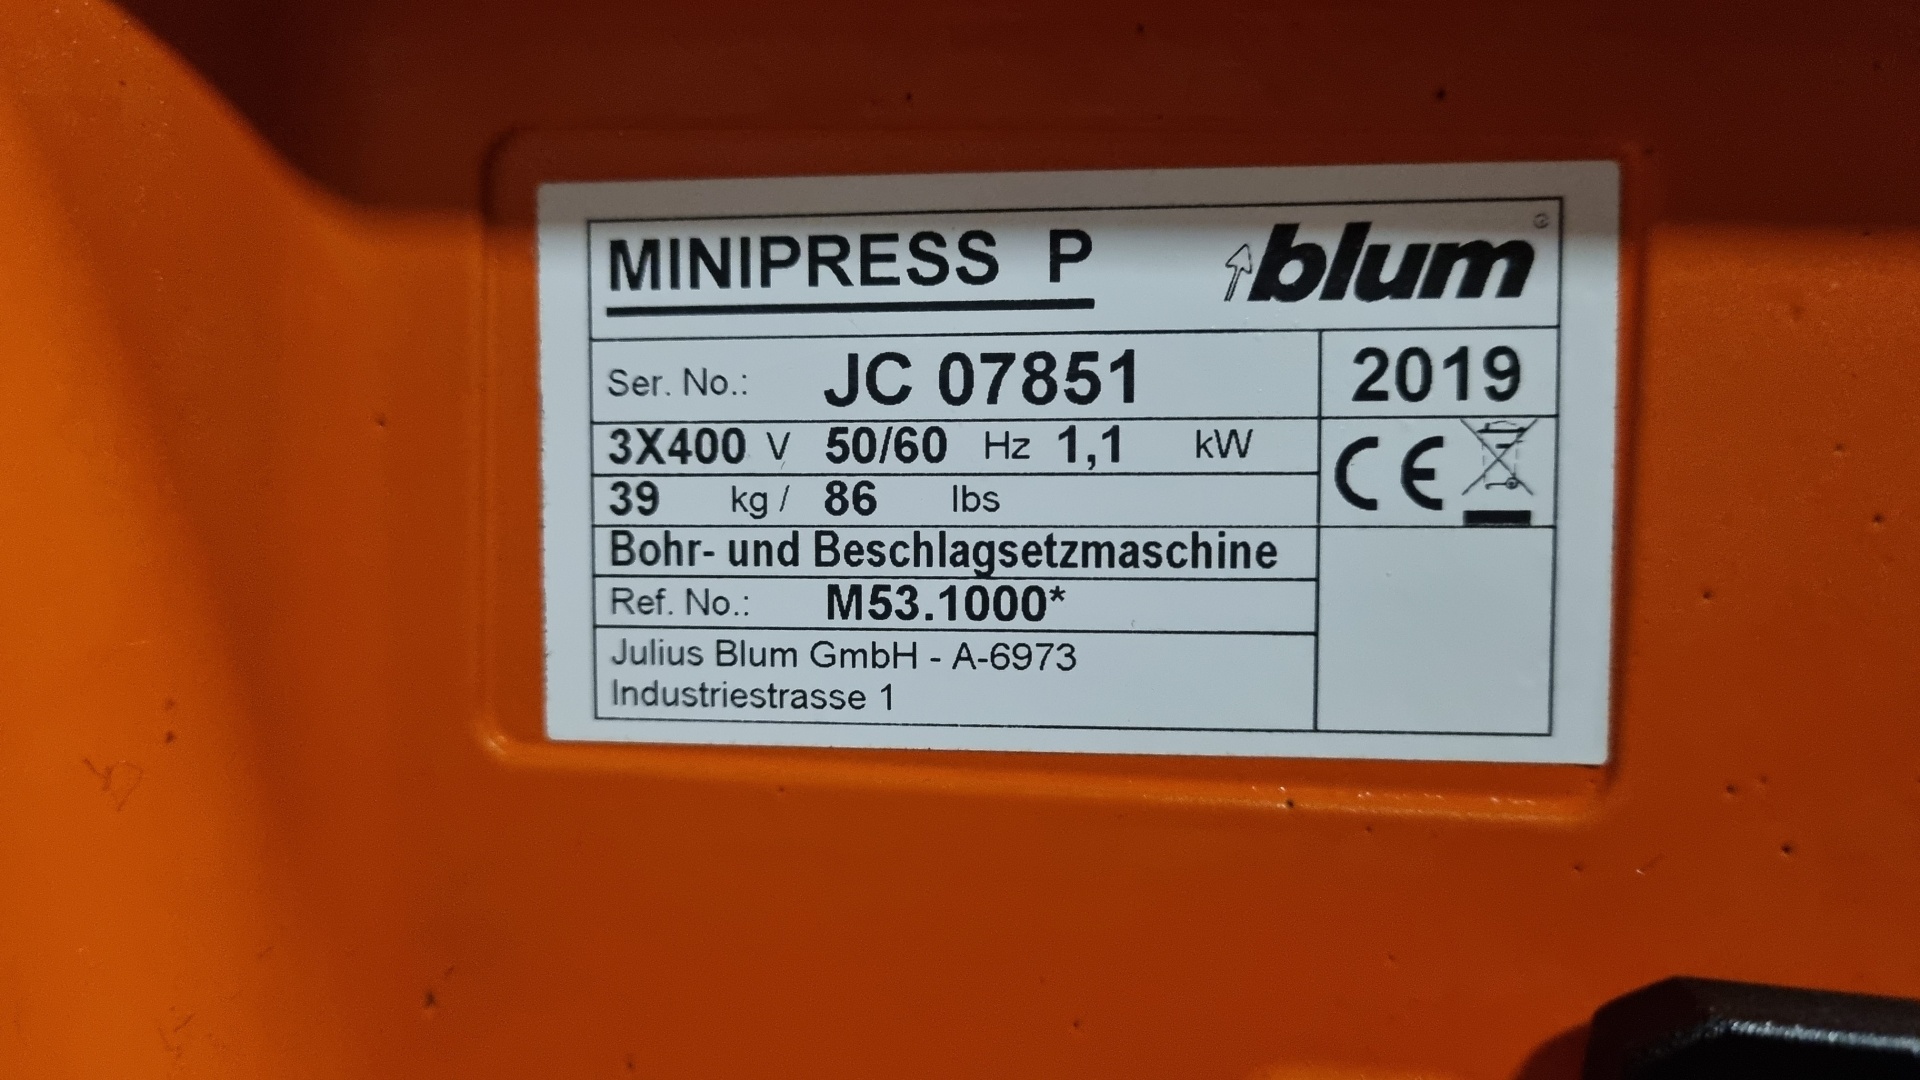 MINIPRESS P blum®
Ser. No.: JC 07851 2019
3X400 V 50/60 Hz 1,1 kW
CE
39 kg / 86 lbs
Bohr- und Beschlagsetzmaschine
Ref. No.: M53.1000*
Julius Blum GmbH - A-6973
Industriestrasse 1